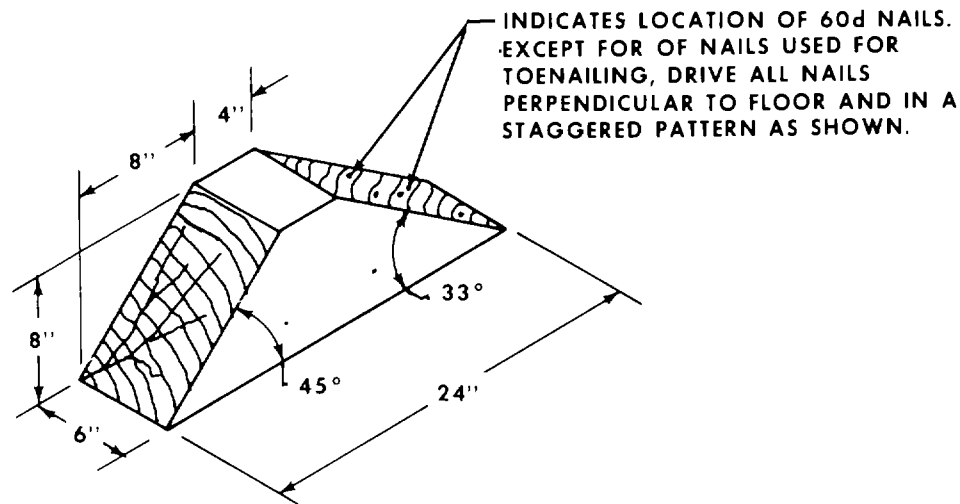 INDICATES LOCATION OF 60d NAILS.
EXCEPT FOR OF NAILS USED FOR
TOENAILING, DRIVE ALL NAILS
PERPENDICULAR TO FLOOR AND IN A
STAGGERED PATTERN AS SHOWN.
4"
8"
33°
8"
45°
24"
6"